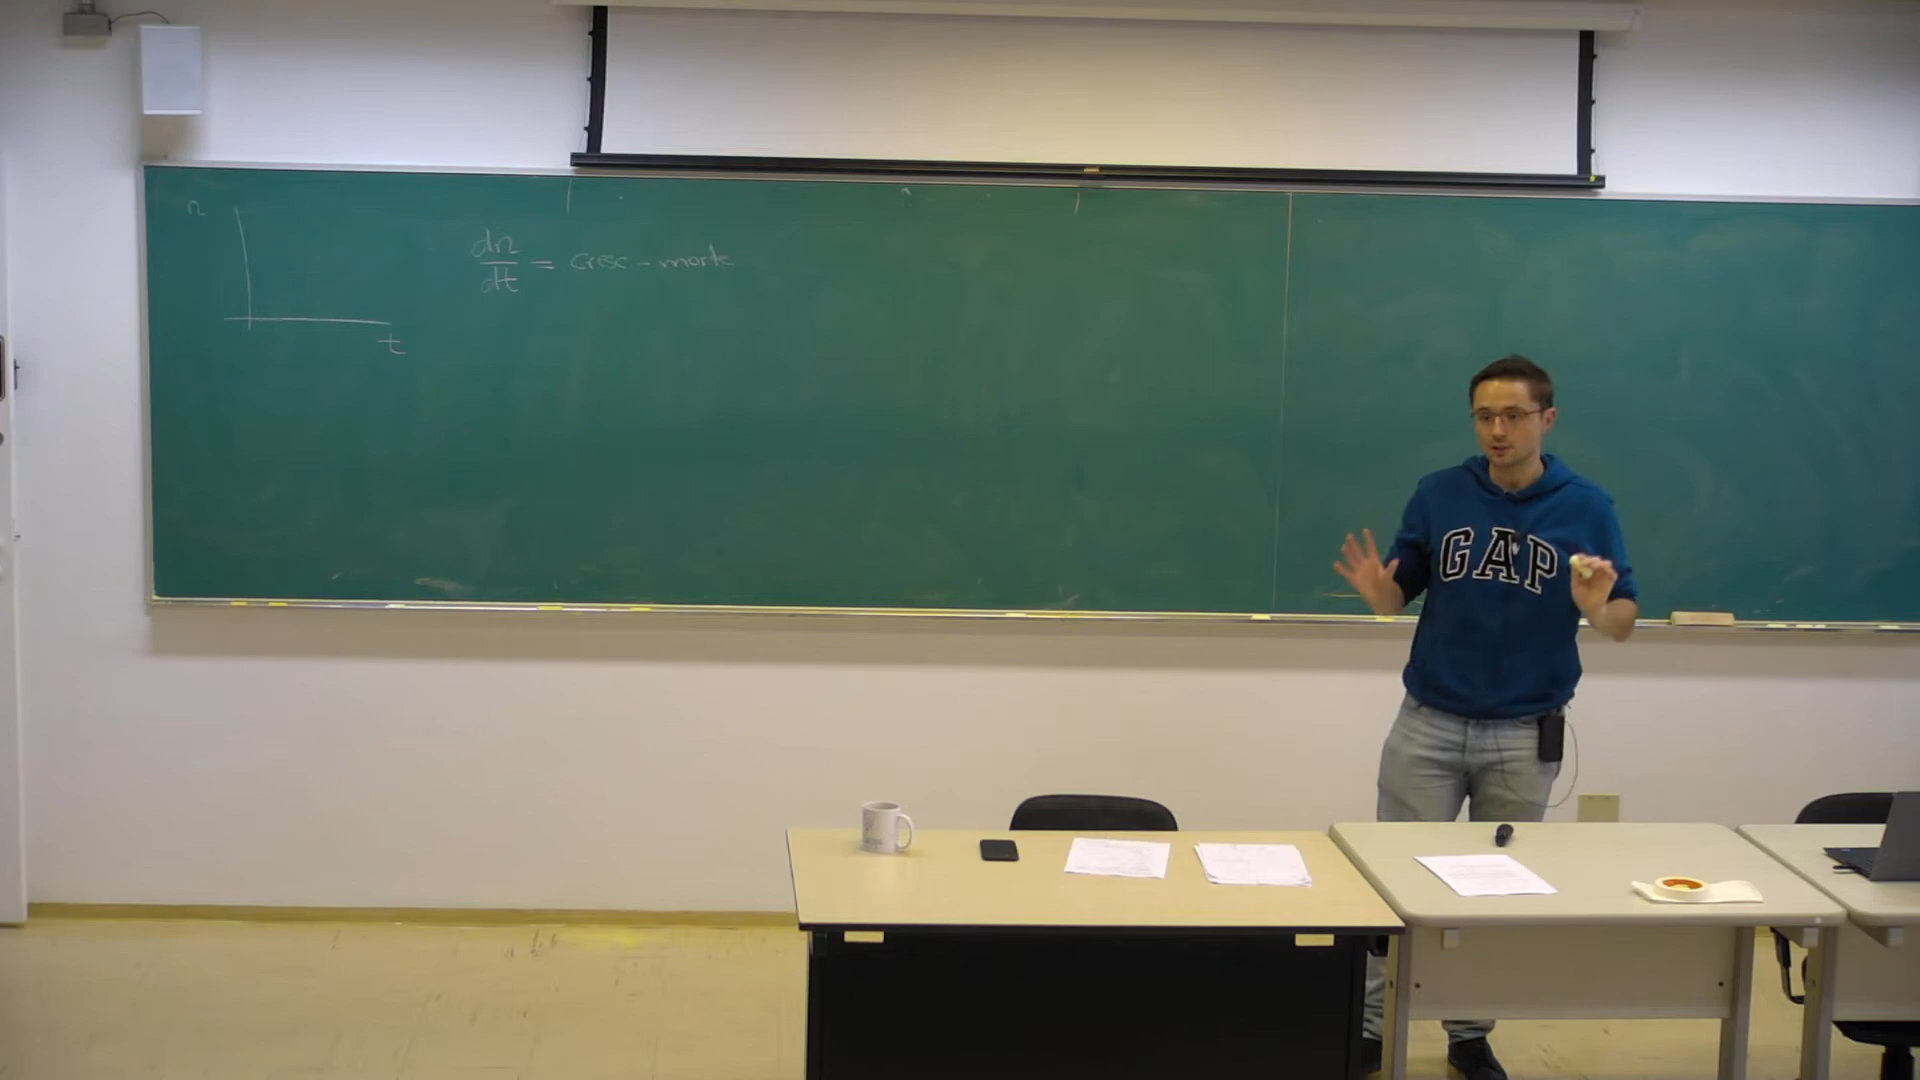 n
t
dn
dt
= cresc - morte
GAP